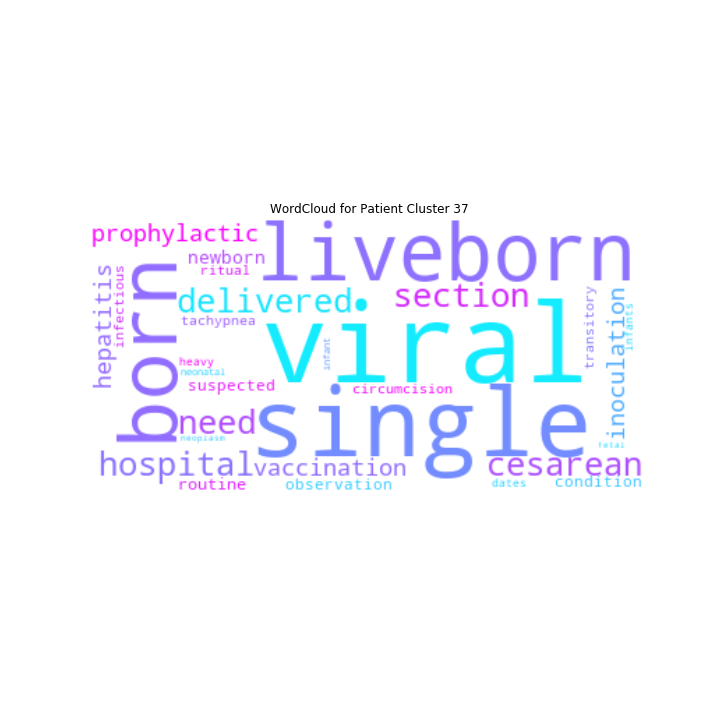 WordCloud for Patient Cluster 37
prophylactic
liveborn
newborn
ritual
hepatitis
infectious
born
delivered
section
tachypnea
viral
transitory
inoculation
infants
heavy
neonatal
infant
suspected
circumcision
need
single
neoplasm
fetal
hospital
vaccination
cesarean
routine
observation
dates
condition